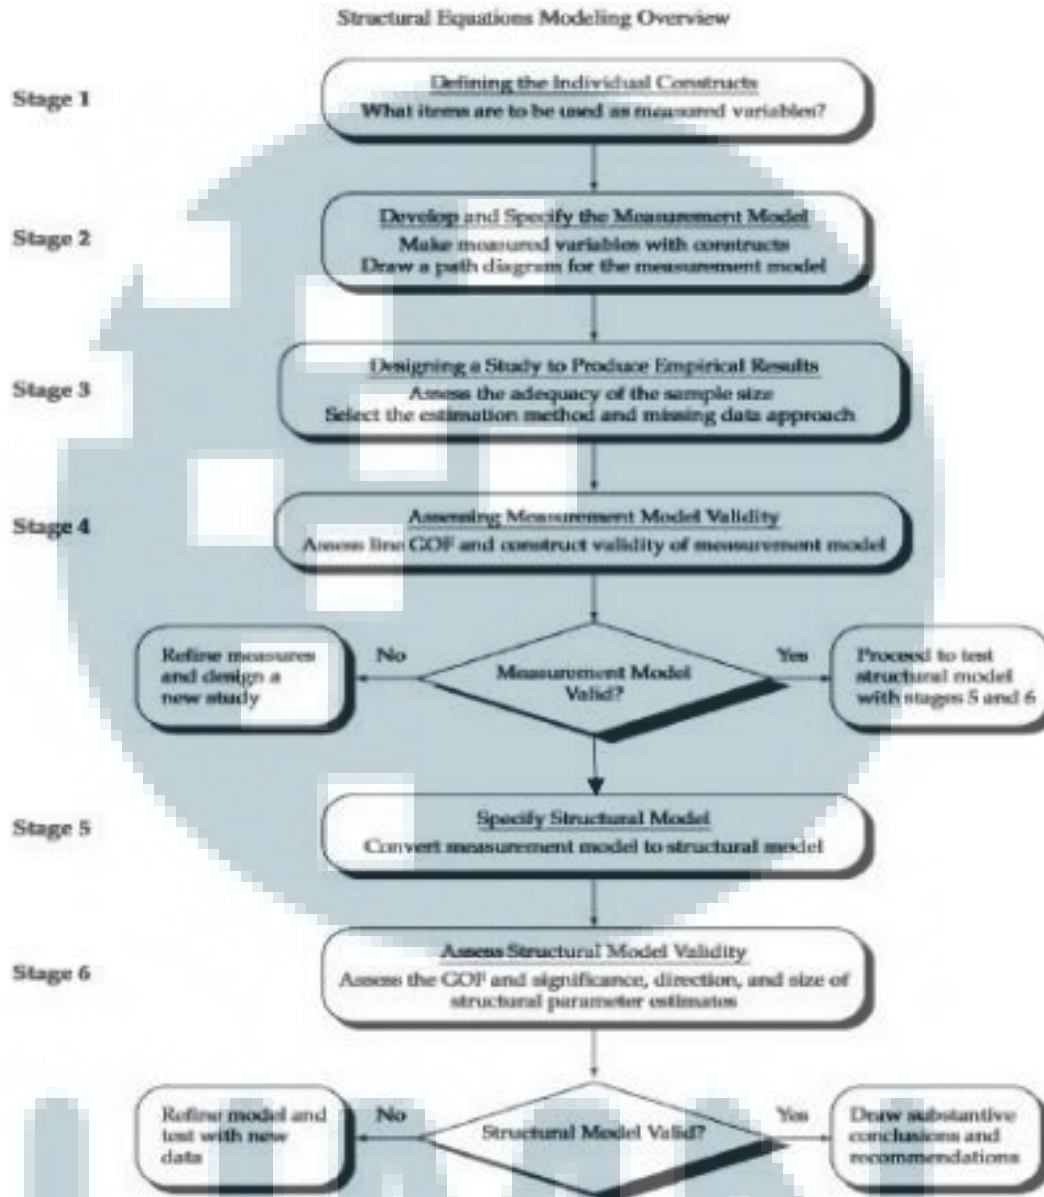 Structural Equations Modeling Overview
Stage 1
Defining the Individual Constructs
What items are to be used as measured variables?
Stage 2
Develop and Specify the Measurement Model
Make measured variables with constructs
Draw a path diagram for the measurement model
Stage 3
Designing a Study to Produce Empirical Results
Assess the adequacy of the sample size
Select the estimation method and missing data approach
Stage 4
Assessing Measurement Model Validity
Assess line GOF and construct validity of measurement model
Refine measures
and design a
new study
No
Measurement Model
Valid?
Yes
Proceed to test
structural model
with stages 5 and 6
Stage 5
Specify Structural Model
Convert measurement model to structural model
Stage 6
Assess Structural Model Validity
Assess the GOF and significance, direction, and size of
structural parameter estimates
Refine model and
test with new
data
No
Structural Model Valid?
Yes
Draw substantive
conclusions and
recommendations